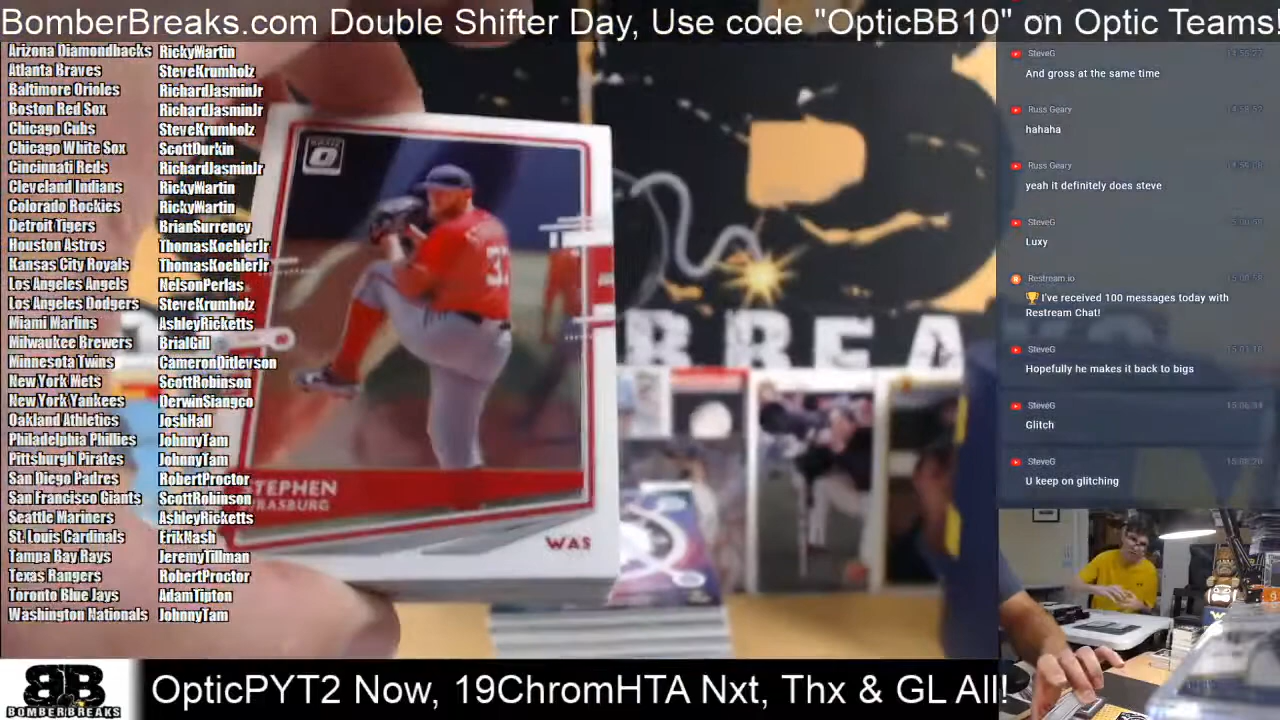 BomberBreaks.com Double Shifter Day, Use code "OpticBB10" on Optic Teams!
Arizona Diamondbacks RickyMartin
Atlanta Braves SteveKrumholz
Baltimore Orioles RichardJasminJr
Boston Red Sox RichardJasminJr
Chicago Cubs SteveKrumholz
Chicago White Sox ScottDurkin
Cincinnati Reds RichardJasminJr
Cleveland Indians RickyMartin
Colorado Rockies RickyMartin
Detroit Tigers BrianSurrency
Houston Astros ThomasKoehlerJr
Kansas City Royals ThomasKoehlerJr
Los Angeles Angels NelsonPerlas
Los Angeles Dodgers SteveKrumholz
Miami Marlins AshleyRicketts
Milwaukee Brewers BrialGill
Minnesota Twins CameronDitlevson
New York Mets ScottRobinson
New York Yankees DerwinSiangco
Oakland Athletics JoshHall
Philadelphia Phillies JohnnyTam
Pittsburgh Pirates JohnnyTam
San Diego Padres RobertProctor
San Francisco Giants ScottRobinson
Seattle Mariners AshleyRicketts
St. Louis Cardinals ErikNash
Tampa Bay Rays JeremyTillman
Texas Rangers RobertProctor
Toronto Blue Jays AdamTipton
Washington Nationals JohnnyTam
STEPHEN
STRASBURG
WAS
BREA
SteveG
And gross at the same time
Russ Geary
hahaha
Russ Geary
yeah it definitely does steve
SteveG
Luxy
Restream.io
🏆 I've received 100 messages today with
Restream Chat!
SteveG
Hopefully he makes it back to bigs
SteveG
Glitch
SteveG
U keep on glitching
BB
BOMBERBREAKS
OpticPYT2 Now, 19ChromHTA Nxt, Thx & GL All!